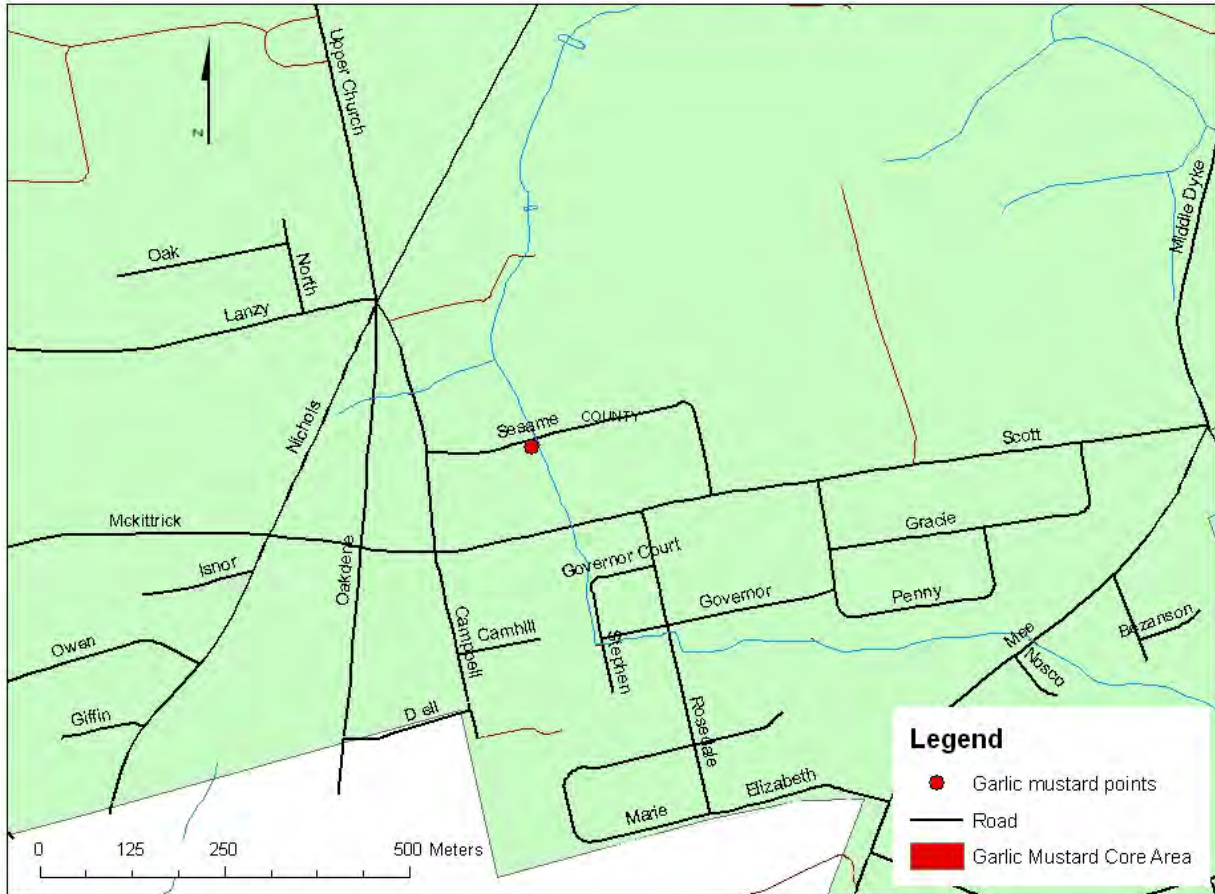 Upper Church
N
Middle Dyke
Oak
North
Lanzy
Nichols
Sesame
COUNTY
Scott
Mckittrick
Gracie
Isnor
Oakdene
Governor Court
Governor
Penny
Campbell
Camhill
Stephen
Mee
Bezanson
Owen
Nosco
Giffin
Dell
Rosedale
Elizabeth
Marie
Legend
Garlic mustard points
Road
Garlic Mustard Core Area
0 125 250 500 Meters